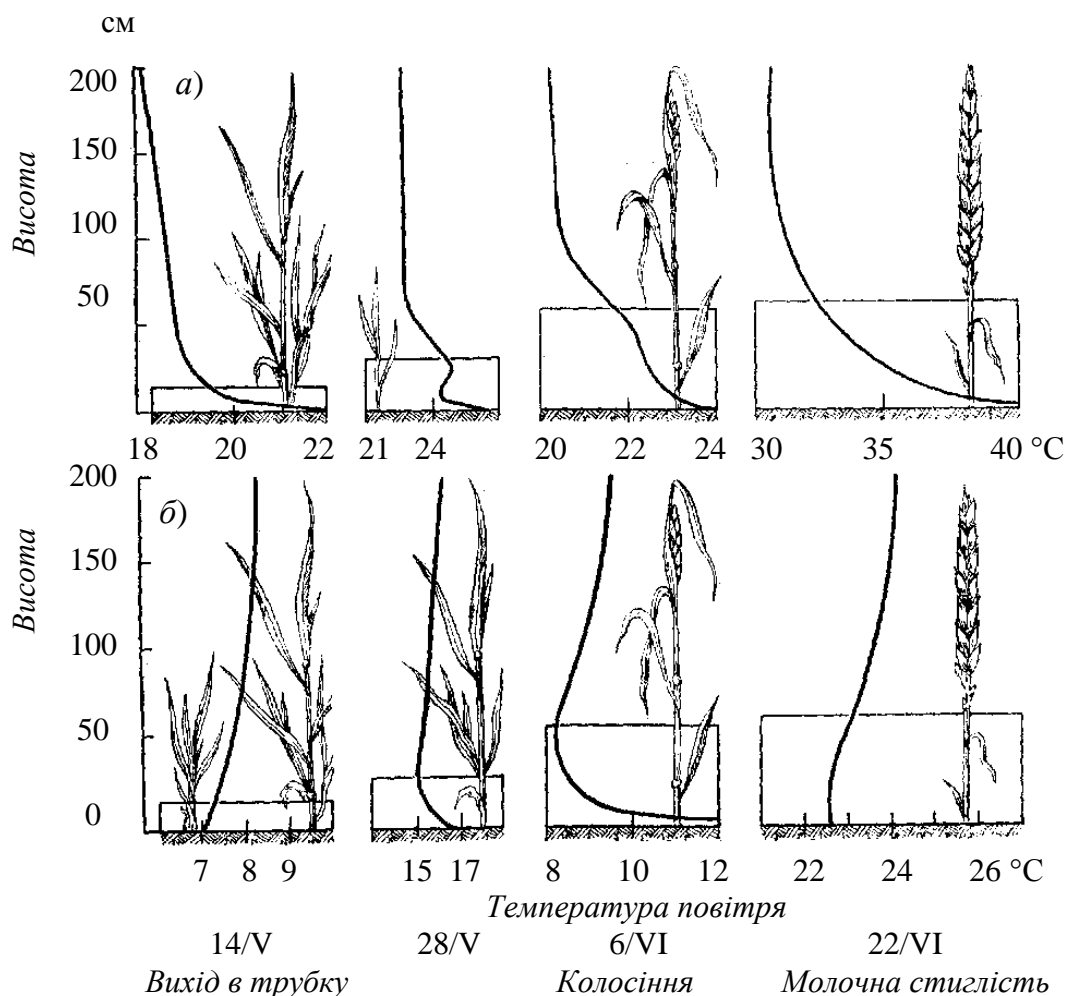 см
200
150
100
50
Висота
а)
18 20 22
21 24
20 22 24
30 35 40 °C
200
150
100
50
0
Висота
б)
7 8 9
15 17
8 10 12
22 24 26 °C
Температура повітря
14/V 28/V 6/VI 22/VI
Вихід в трубку Колосіння Молочна стиглість